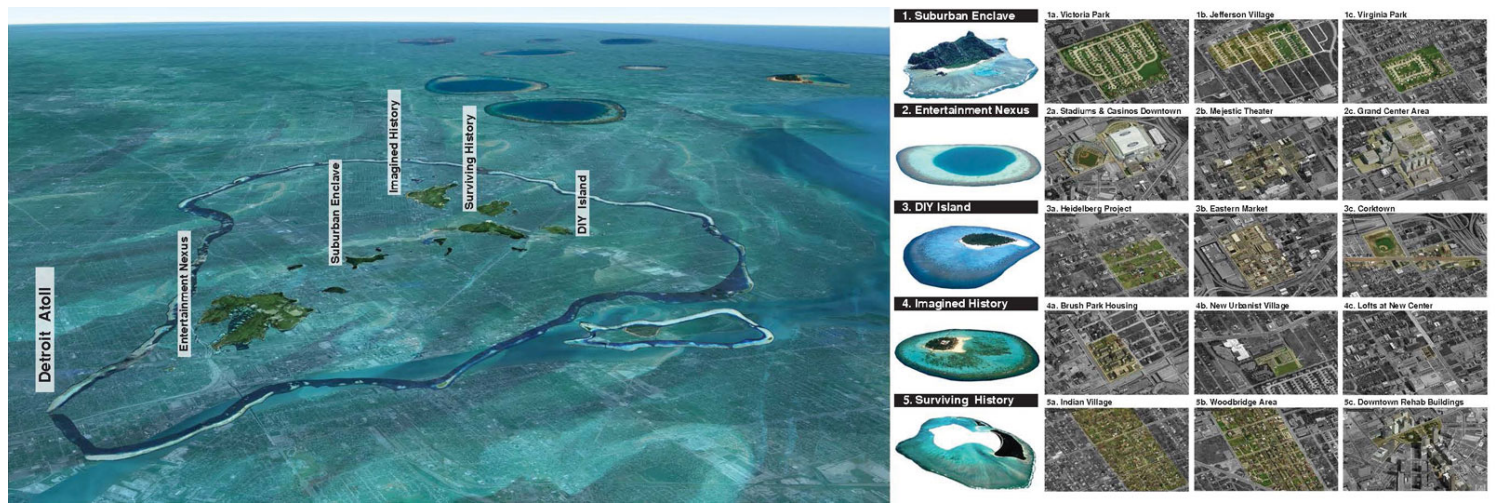 Detroit Atoll
Entertainment Nexus
Suburban Enclave
Imagined History
Surviving History
DIY Island
1. Suburban Enclave
1a. Victoria Park
1b. Jefferson Village
1c. Virginia Park
2. Entertainment Nexus
2a. Stadiums & Casinos Downtown
2b. Mejestic Theater
2c. Grand Center Area
3. DIY Island
3a. Heidelberg Project
3b. Eastern Market
3c. Corktown
4. Imagined History
4a. Brush Park Housing
4b. New Urbanist Village
4c. Lofts at New Center
5. Surviving History
5a. Indian Village
5b. Woodbridge Area
5c. Downtown Rehab Buildings